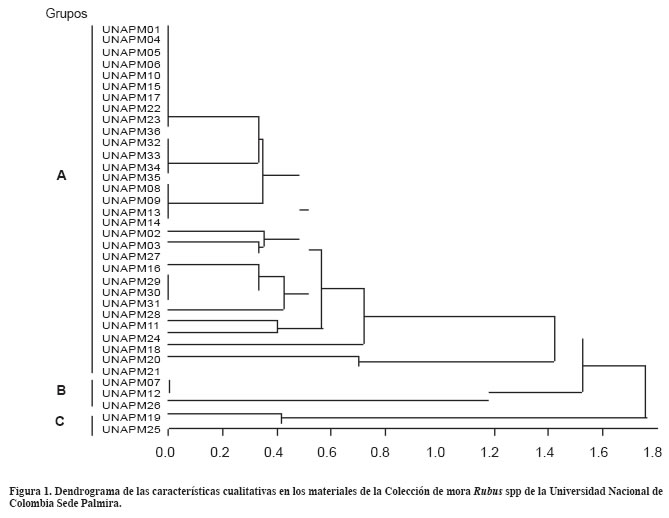 Grupos
UNAPM01
UNAPM04
UNAPM05
UNAPM06
UNAPM10
UNAPM15
UNAPM17
UNAPM22
UNAPM23
UNAPM36
UNAPM32
UNAPM33
UNAPM34
A
UNAPM35
UNAPM08
UNAPM09
UNAPM13
UNAPM14
UNAPM02
UNAPM03
UNAPM27
UNAPM16
UNAPM29
UNAPM30
UNAPM31
UNAPM28
UNAPM11
UNAPM24
UNAPM18
UNAPM20
UNAPM21
UNAPM07
B
UNAPM12
UNAPM26
UNAPM19
C
UNAPM25
0.0 0.2 0.4 0.6 0.8 1.0 1.2 1.4 1.6 1.8
Figura 1. Dendrograma de las características cualitativas en los materiales de la Colección de mora Rubus spp de la Universidad Nacional de
Colombia Sede Palmira.